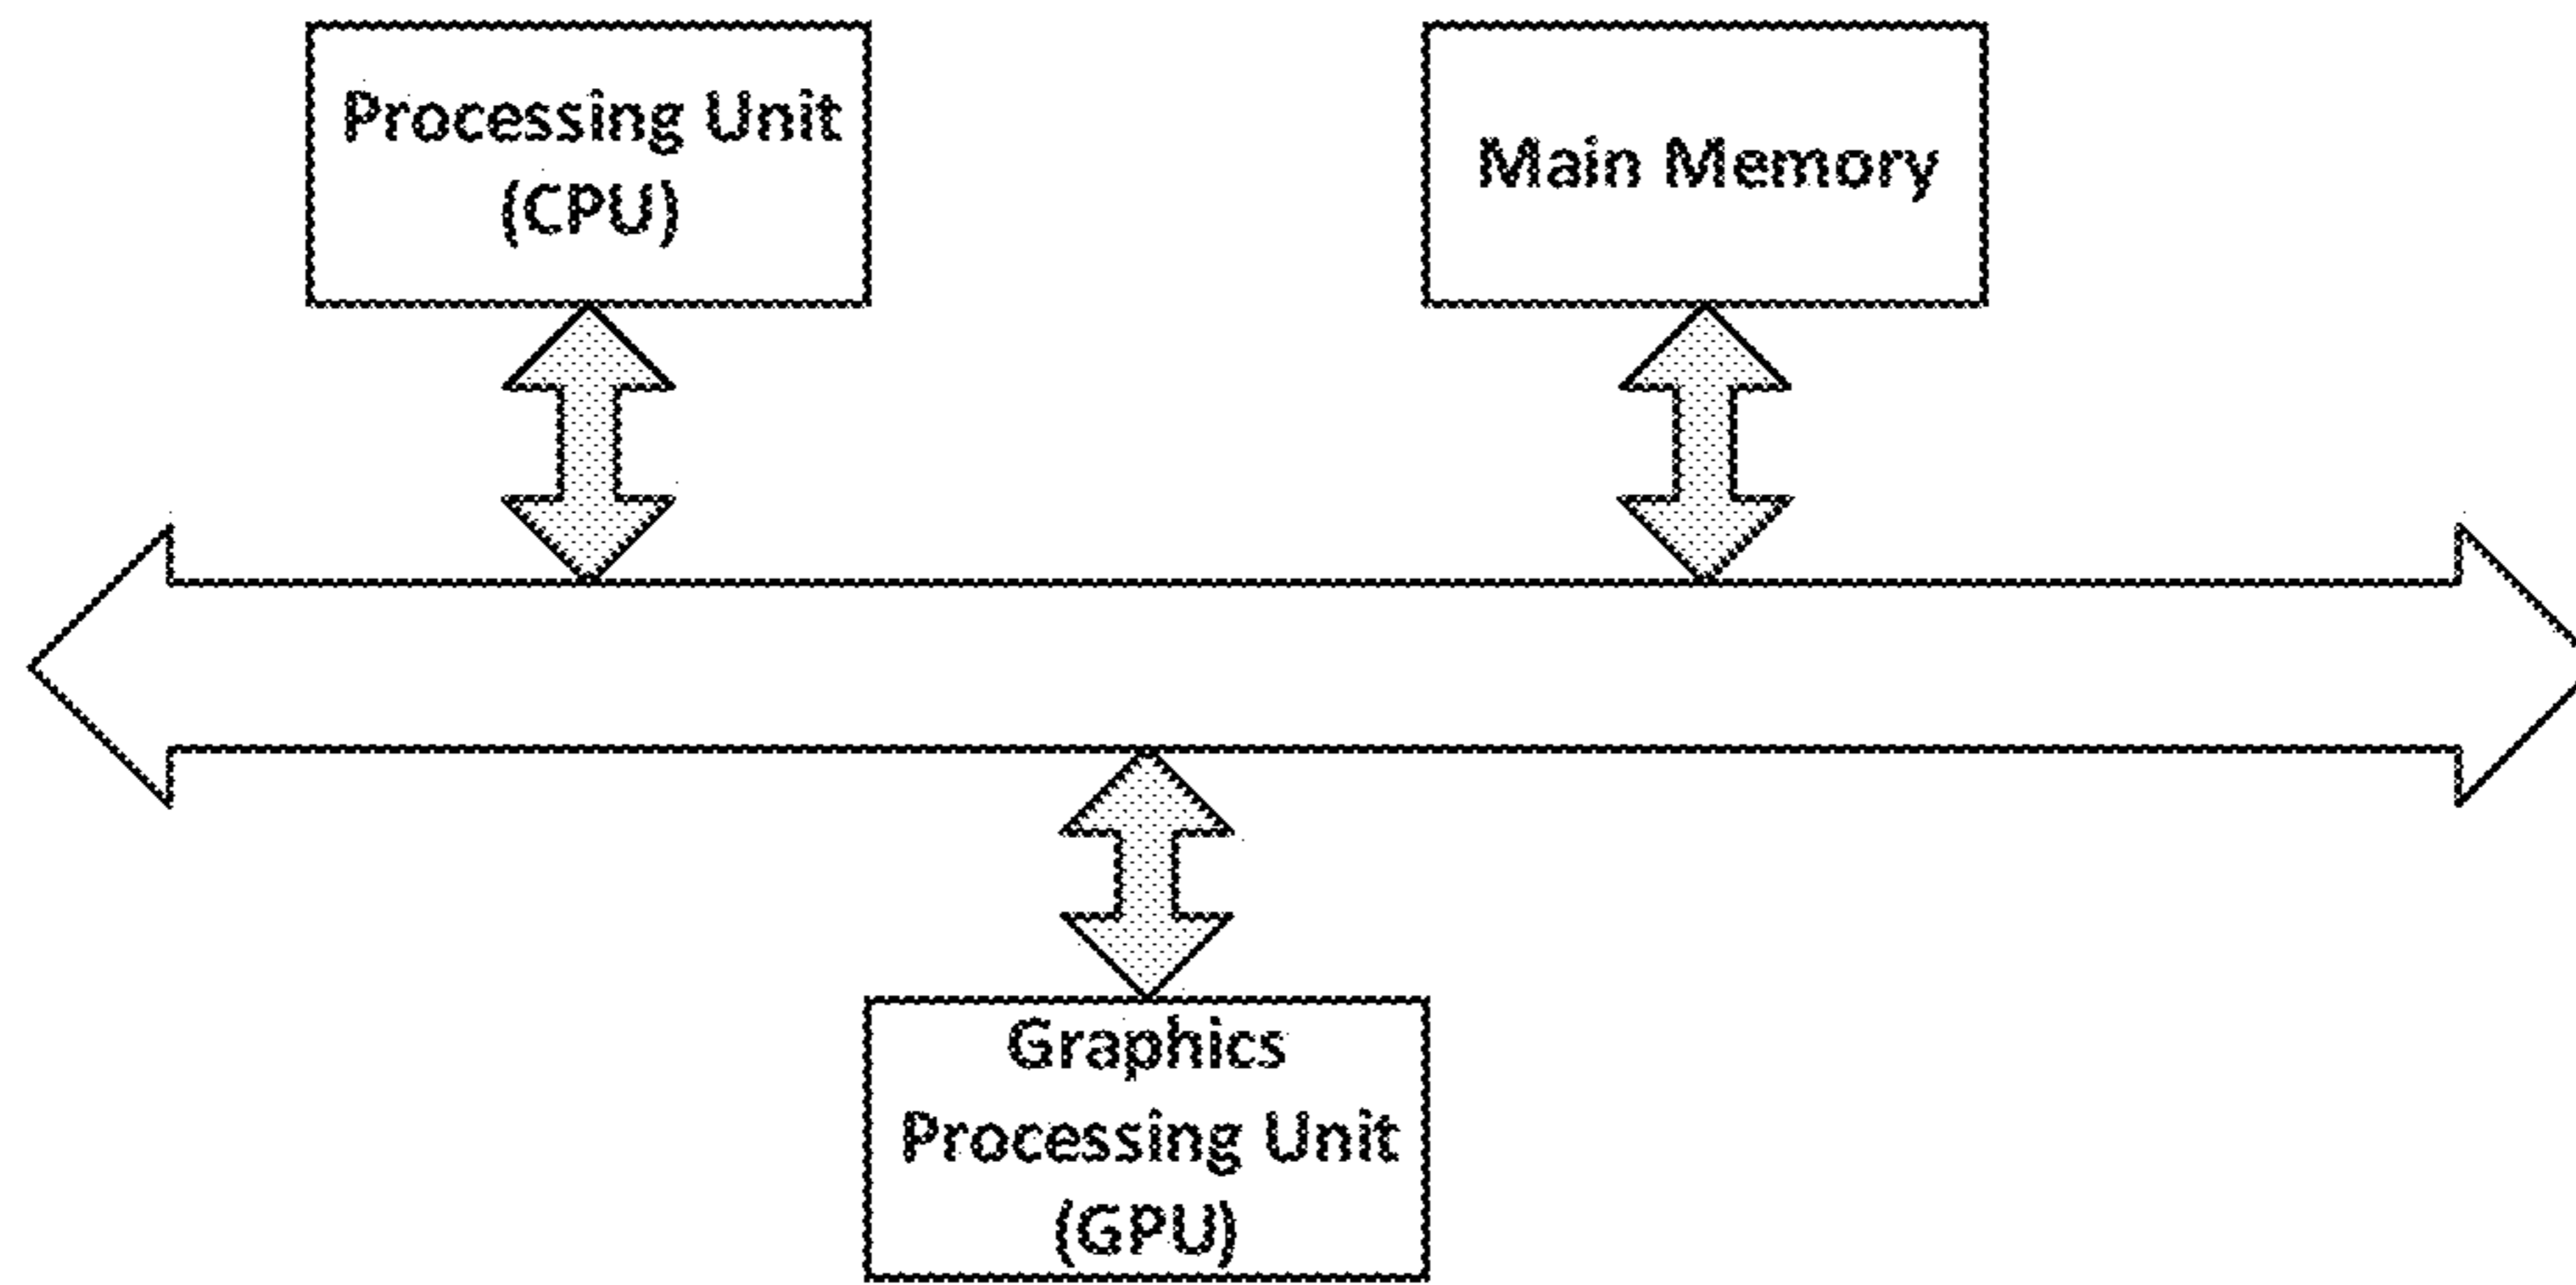 Processing Unit
(CPU)
Main Memory
Graphics
Processing Unit
(GPU)